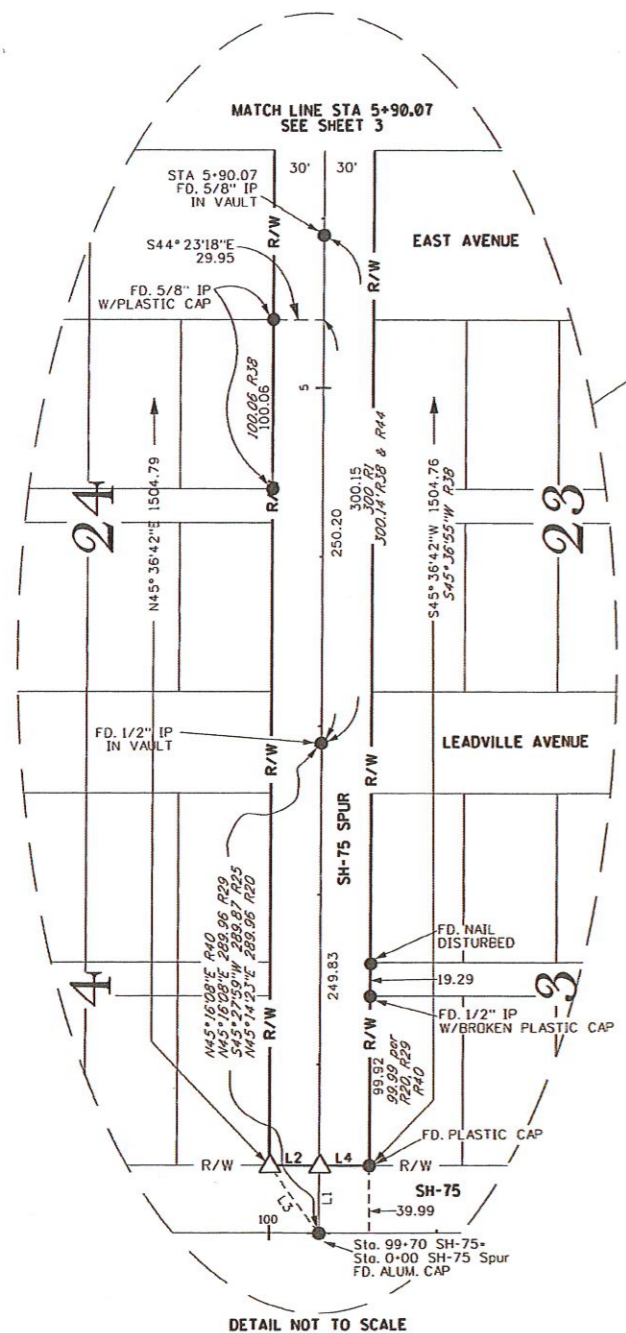 MATCH LINE STA 5+90.07
SEE SHEET 3
30'
30'
STA 5+90.07
FD. 5/8" IP
IN VAULT
R/W
R/W
EAST AVENUE
S44°23'18"E
29.95
FD. 5/8" IP
W/PLASTIC CAP
5
100.06 R38
100.06
R/W
300.15
300 R1
300.14' R38 & R44
250.20
24
N45°36'42"E 1504.79
S45°36'42"W 1504.76
S45°36'55"W R38
23
FD. 1/2" IP
IN VAULT
R/W
R/W
LEADVILLE AVENUE
SH-75 SPUR
N45°16'08"E R40
N45°16'08"E 289.96 R29
S45°27'59"W 289.87 R25
N45°14'23"E 289.96 R20
249.83
FD. NAIL
DISTURBED
19.29
4
3
FD. 1/2" IP
W/BROKEN PLASTIC CAP
R/W
R/W
99.92
99.99 per
R20, R29
R40
FD. PLASTIC CAP
R/W
L2
L4
R/W
SH-75
L3
L1
39.99
100
Sta. 99+70 SH-75=
Sta. 0+00 SH-75 Spur
FD. ALUM. CAP
DETAIL NOT TO SCALE